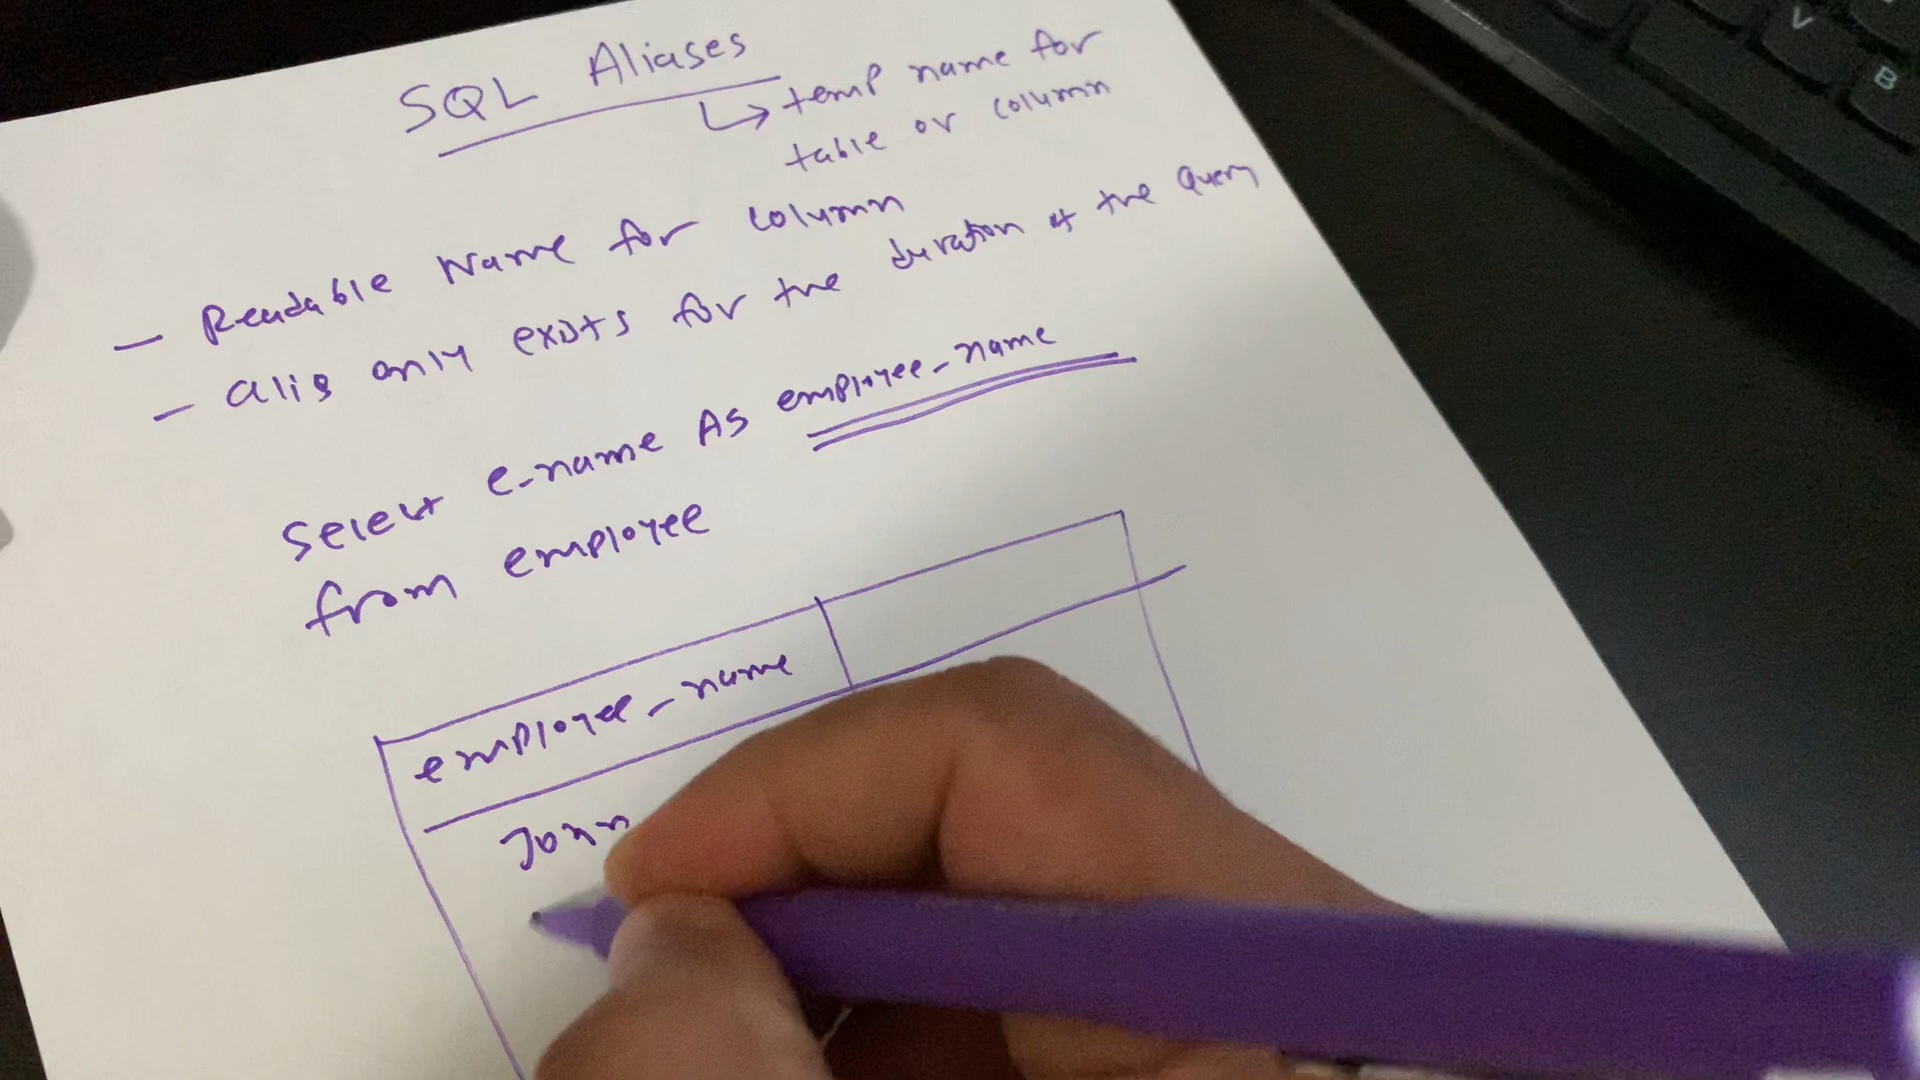 SQL Aliases
↳ temp name for
table or column
- Readable Name for column
- alis only exists for the duration of the Query
Select e_name As employee_name
from employee
employee_name
John
V
B